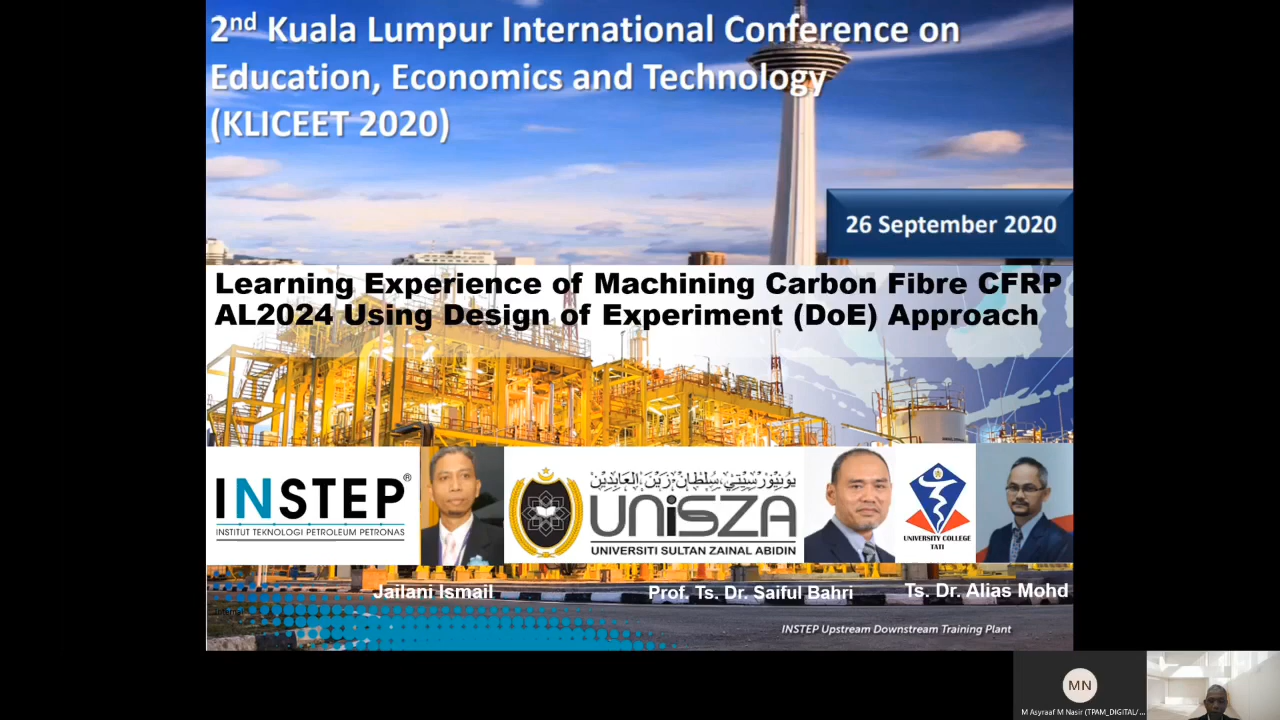 2nd Kuala Lumpur International Conference on
Education, Economics and Technology
(KLICEET 2020)
26 September 2020
Learning Experience of Machining Carbon Fibre CFRP
AL2024 Using Design of Experiment (DoE) Approach
INSTEP®
INSTITUT TEKNOLOGI PETROLEUM PETRONAS
يونيۏرسيتي سلطان زين العابدين
UNiSZA
UNIVERSITI SULTAN ZAINAL ABIDIN
UNIVERSITY COLLEGE
TATI
Jailani Ismail
Prof. Ts. Dr. Saiful Bahri
Ts. Dr. Alias Mohd
INSTEP Upstream Downstream Training Plant
MN
M Asyraaf M Nasir (TPAM_DIGITAL/ ...